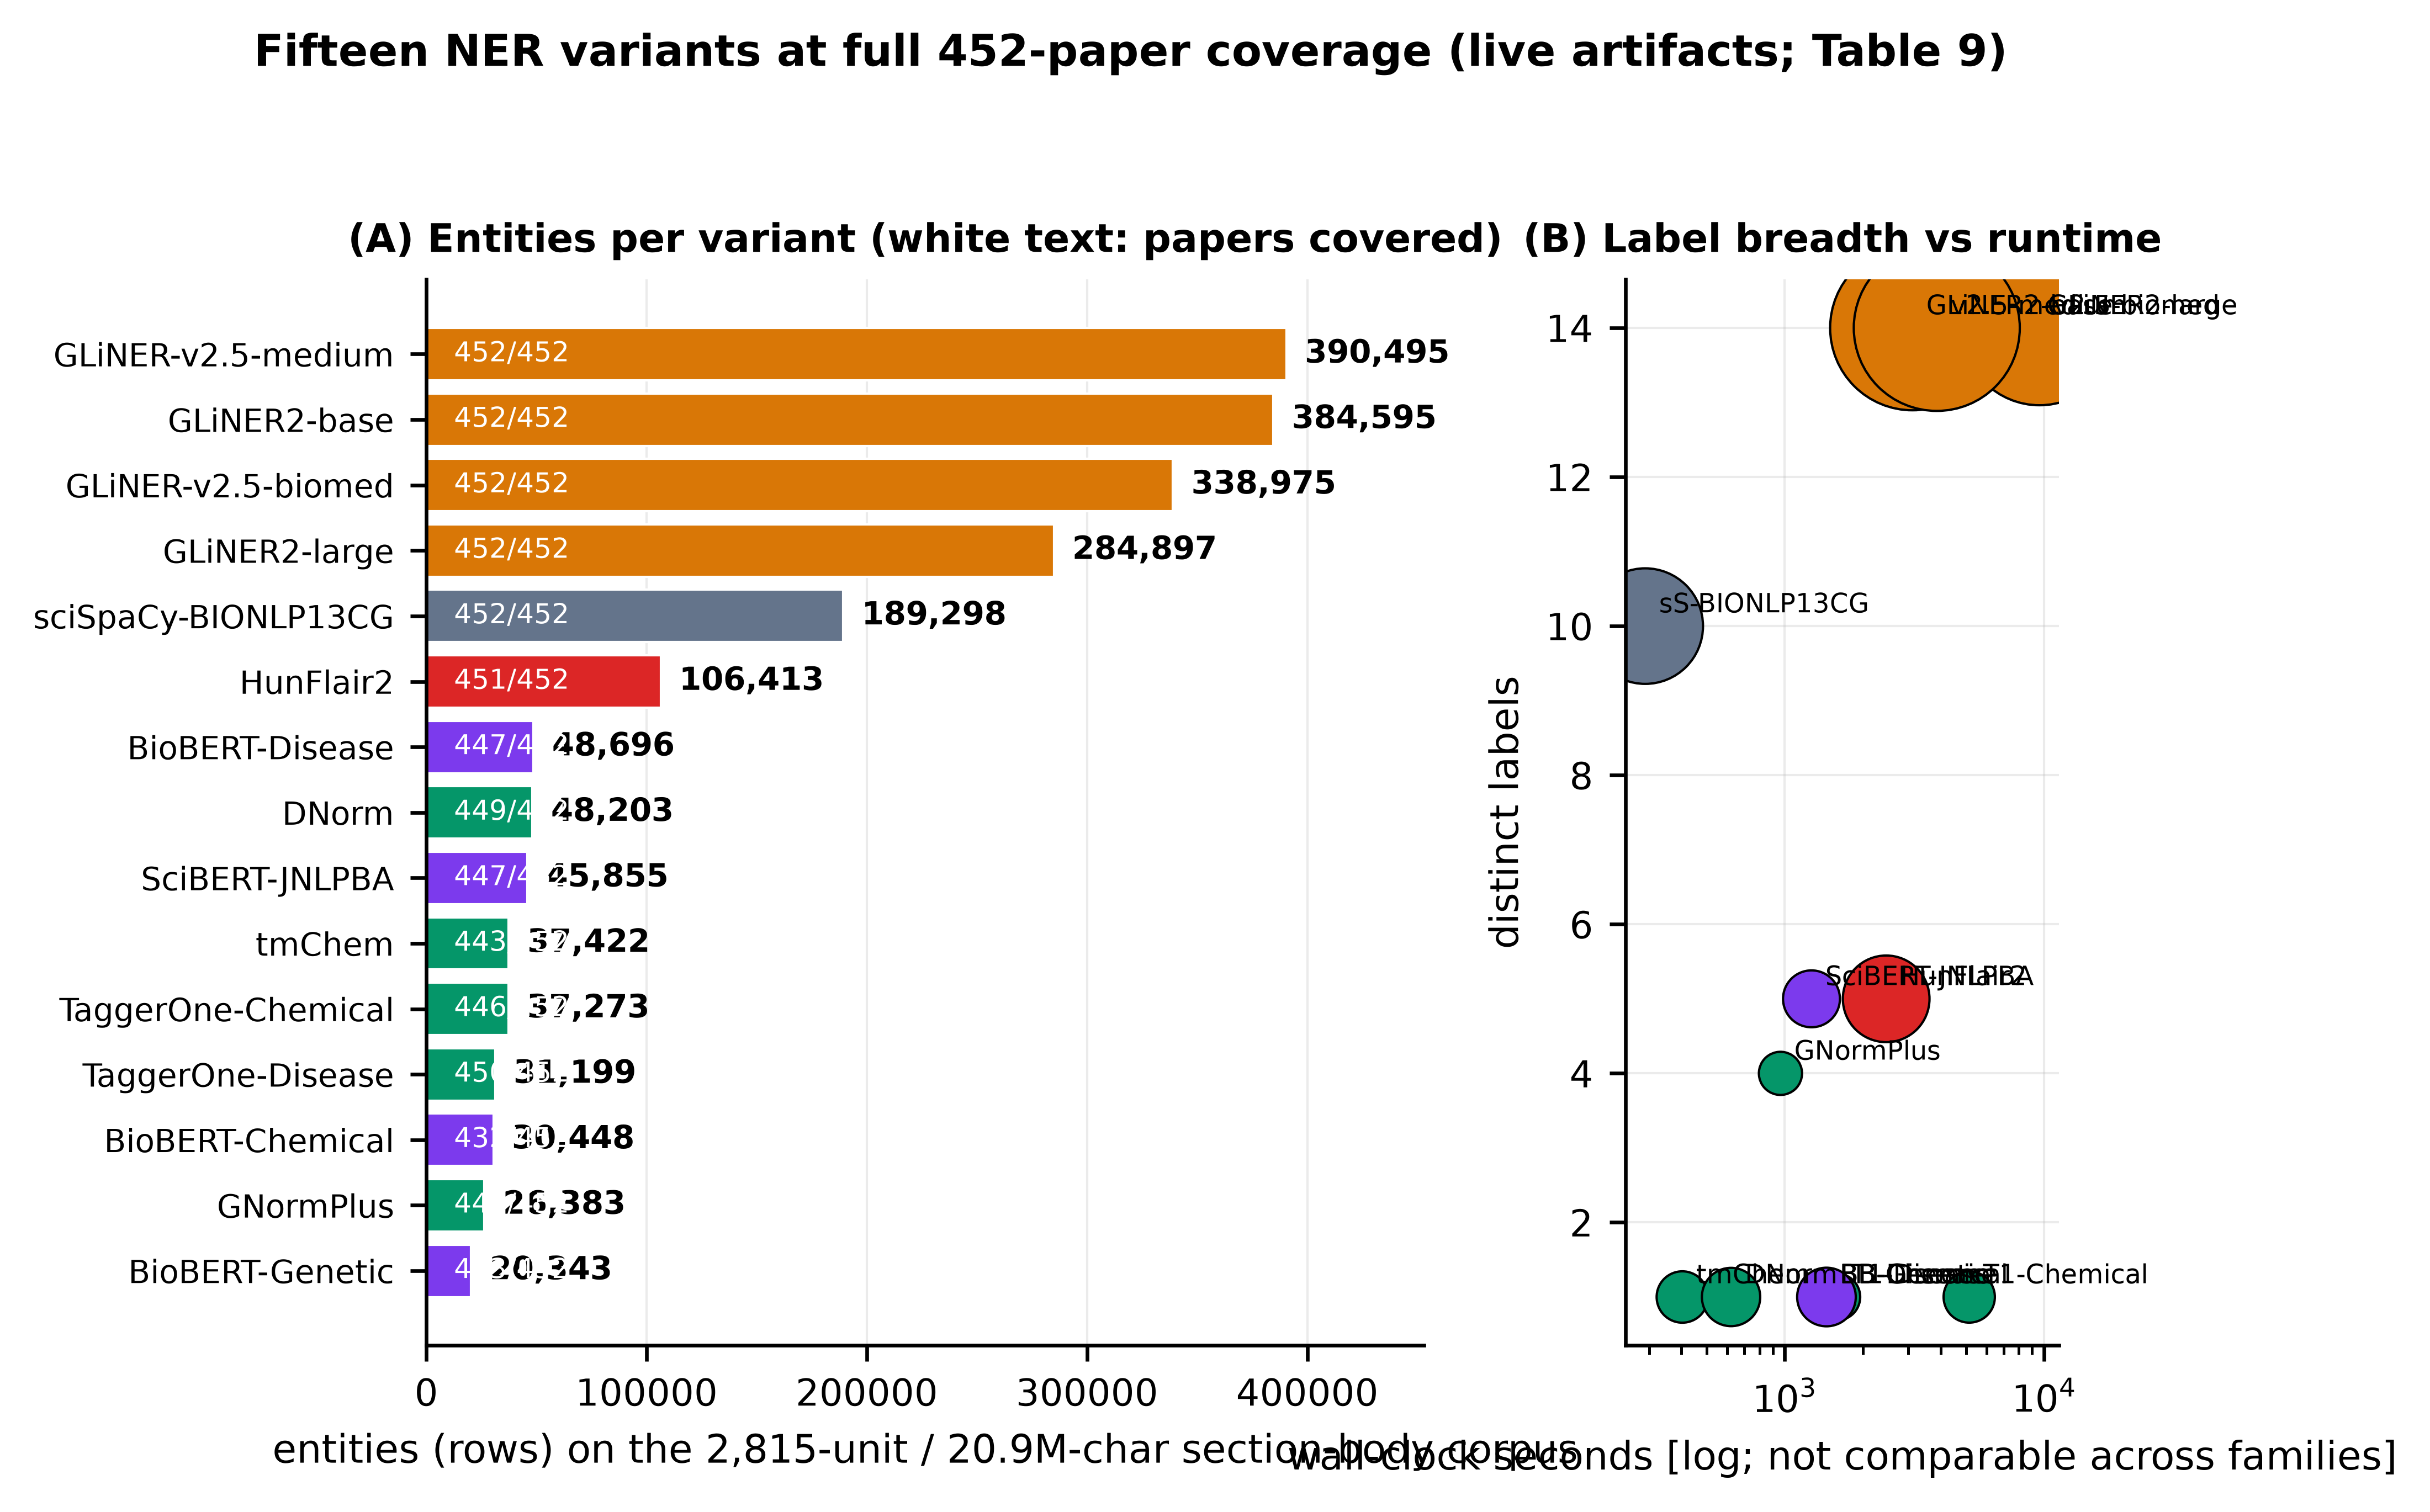 Fifteen NER variants at full 452-paper coverage (live artifacts; Table 9)
(A) Entities per variant (white text: papers covered)
GLiNER-v2.5-medium 452/452 390,495
GLiNER2-base 452/452 384,595
GLiNER-v2.5-biomed 452/452 338,975
GLiNER2-large 452/452 284,897
sciSpaCy-BIONLP13CG 452/452 189,298
HunFlair2 451/452 106,413
BioBERT-Disease 48,696
DNorm 48,203
SciBERT-JNLPBA 45,855
tmChem 37,422
TaggerOne-Chemical 37,273
TaggerOne-Disease 31,199
BioBERT-Chemical 30,448
GNormPlus 26,383
BioBERT-Genetic 20,343
0 100000 200000 300000 400000
entities (rows) on the 2,815-unit / 20.9M-char section-body corpus
(B) Label breadth vs runtime
distinct labels
14
12
10
8
6
4
2
sS-BIONLP13CG
SciBERT-JNLPBA
HunFlair2
GNormPlus
tmChem
DNorm
T1-Chemical
10³ 10⁴
wall-clock seconds [log; not comparable across families]